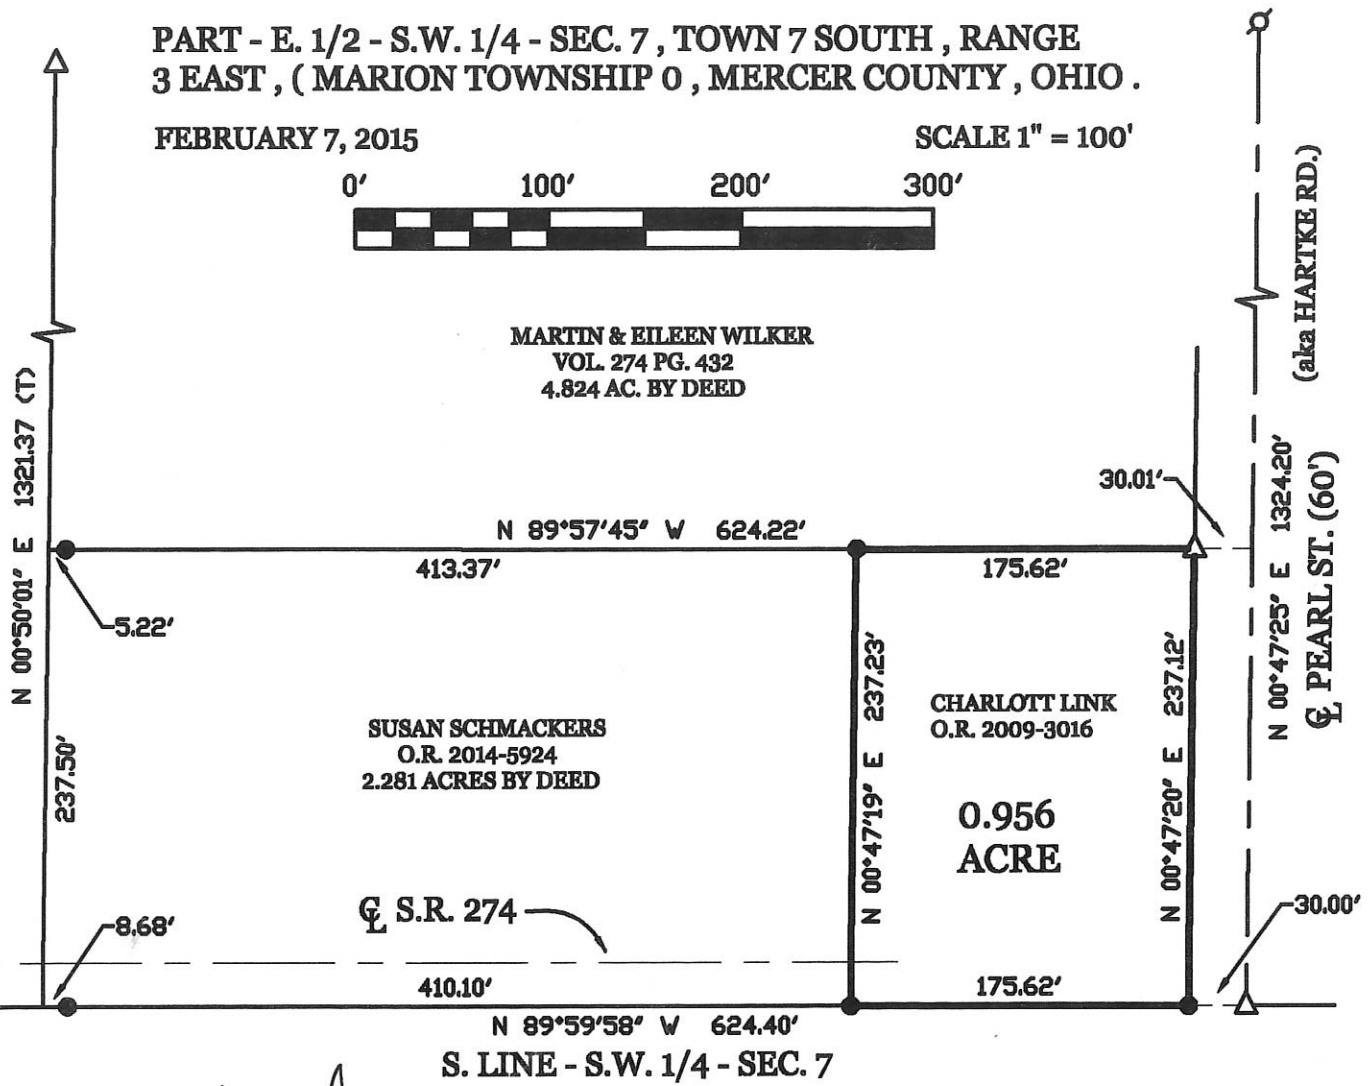 PART - E. 1/2 - S.W. 1/4 - SEC. 7 , TOWN 7 SOUTH , RANGE
3 EAST , ( MARION TOWNSHIP 0 , MERCER COUNTY , OHIO .
FEBRUARY 7, 2015
SCALE 1" = 100'
0' 100' 200' 300'
(aka HARTKE RD.)
MARTIN & EILEEN WILKER
VOL. 274 PG. 432
4.824 AC. BY DEED
N 00°50'01" E 1321.37 (T)
30.01'
N 00°47'25" E 1324.20'
℄ PEARL ST. (60')
N 89°57'45" W 624.22'
413.37'
175.62'
5.22'
237.50'
SUSAN SCHMACKERS
O.R. 2014-5924
2.281 ACRES BY DEED
N 00°47'19" E 237.23'
CHARLOTT LINK
O.R. 2009-3016
0.956
ACRE
N 00°47'20" E 237.12'
℄ S.R. 274
8.68'
30.00'
410.10'
175.62'
N 89°59'58" W 624.40'
S. LINE - S.W. 1/4 - SEC. 7